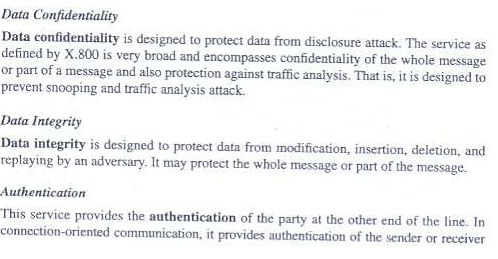 Data Confidentiality
Data confidentiality is designed to protect data from disclosure attack. The service as
defined by X.800 is very broad and encompasses confidentiality of the whole message
or part of a message and also protection against traffic analysis. That is, it is designed to
prevent snooping and traffic analysis attack.
Data Integrity
Data integrity is designed to protect data from modification, insertion, deletion, and
replaying by an adversary. It may protect the whole message or part of the message.
Authentication
This service provides the authentication of the party at the other end of the line. In
connection-oriented communication, it provides authentication of the sender or receiver